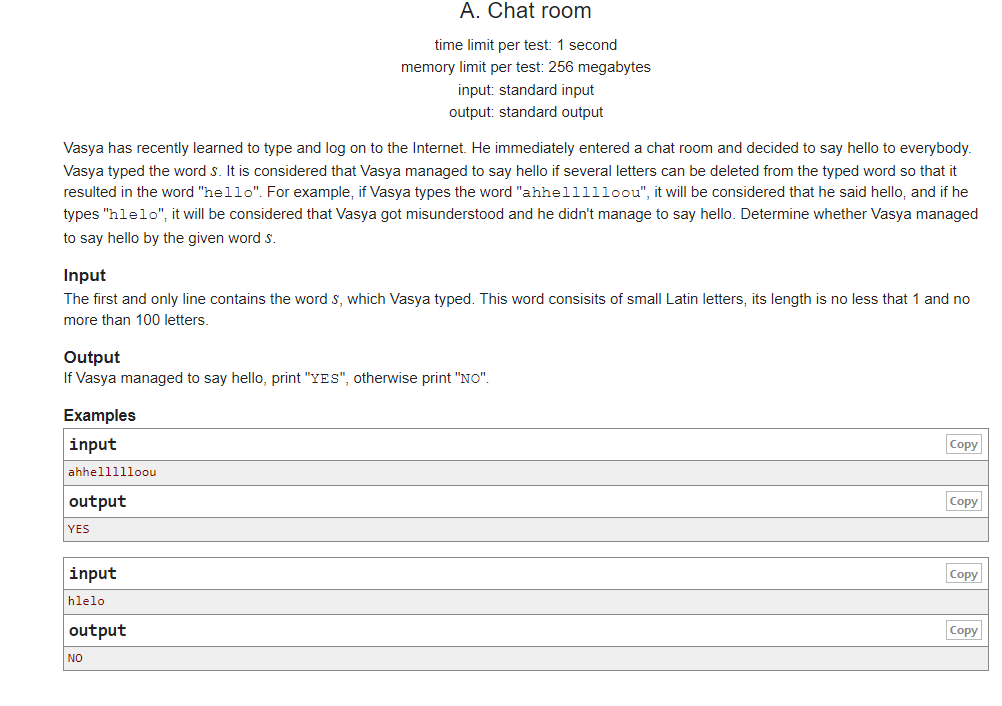 A. Chat room
time limit per test: 1 second
memory limit per test: 256 megabytes
input: standard input
output: standard output
Vasya has recently learned to type and log on to the Internet. He immediately entered a chat room and decided to say hello to everybody.
Vasya typed the word s. It is considered that Vasya managed to say hello if several letters can be deleted from the typed word so that it
resulted in the word "hello". For example, if Vasya types the word "ahhellllloou", it will be considered that he said hello, and if he
types "hlelo", it will be considered that Vasya got misunderstood and he didn't manage to say hello. Determine whether Vasya managed
to say hello by the given word s.
Input
The first and only line contains the word s, which Vasya typed. This word consisits of small Latin letters, its length is no less that 1 and no
more than 100 letters.
Output
If Vasya managed to say hello, print "YES", otherwise print "NO".
Examples
input Copy
ahhellllloou
output Copy
YES
input Copy
hlelo
output Copy
NO